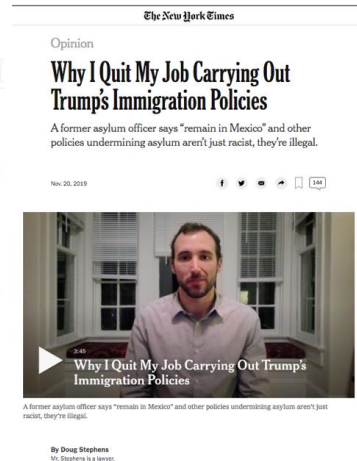 The New York Times
Opinion
Why I Quit My Job Carrying Out
Trump's Immigration Policies
A former asylum officer says “remain in Mexico” and other
policies undermining asylum aren't just racist, they're illegal.
Nov. 20, 2019
144
3:45
Why I Quit My Job Carrying Out Trump's
Immigration Policies
A former asylum officer says “remain in Mexico” and other policies undermining asylum aren't just
racist, they're illegal.
By Doug Stephens
Mr. Stephens is a lawyer.